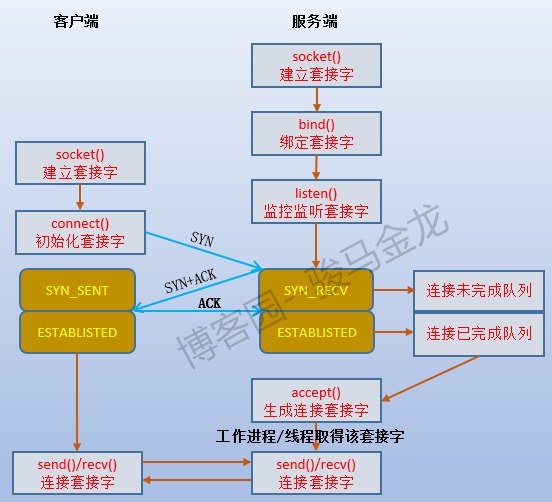 客户端
服务端
socket()
建立套接字
bind()
绑定套接字
socket()
建立套接字
listen()
监控监听套接字
connect()
初始化套接字
SYN
SYN+ACK
ACK
SYN_SENT
ESTABLISTED
SYN_RECV
ESTABLISTED
连接未完成队列
连接已完成队列
accept()
生成连接套接字
工作进程/线程取得该套接字
send()/recv()
连接套接字
send()/recv()
连接套接字
博客园--骏马金龙